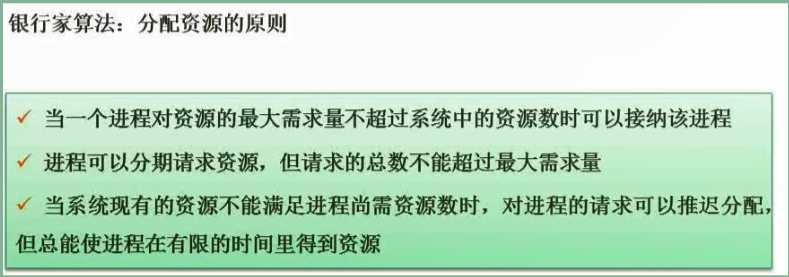 银行家算法：分配资源的原则
✓ 当一个进程对资源的最大需求量不超过系统中的资源数时可以接纳该进程
✓ 进程可以分期请求资源，但请求的总数不能超过最大需求量
✓ 当系统现有的资源不能满足进程尚需资源数时，对进程的请求可以推迟分配，
但总能使进程在有限的时间里得到资源